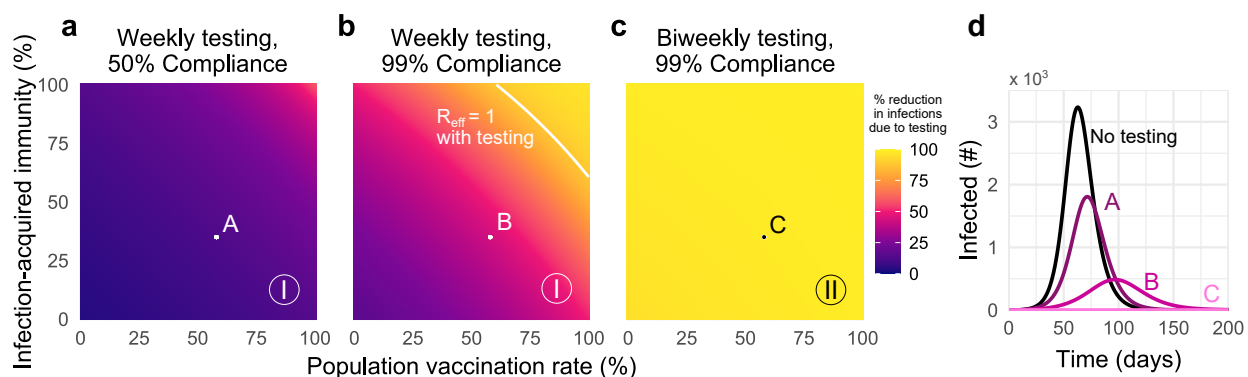 a
Weekly testing,
50% Compliance
b
Weekly testing,
99% Compliance
c
Biweekly testing,
99% Compliance
d
Infection-acquired immunity (%)
100
75
50
25
0
A
I
0
25
50
75
100
R_eff = 1
with testing
B
I
0
25
50
75
100
C
II
0
25
50
75
100
Population vaccination rate (%)
% reduction
in infections
due to testing
100
75
50
25
0
x 10³
Infected (#)
3
2
1
0
No testing
A
B
C
0
50
100
150
200
Time (days)